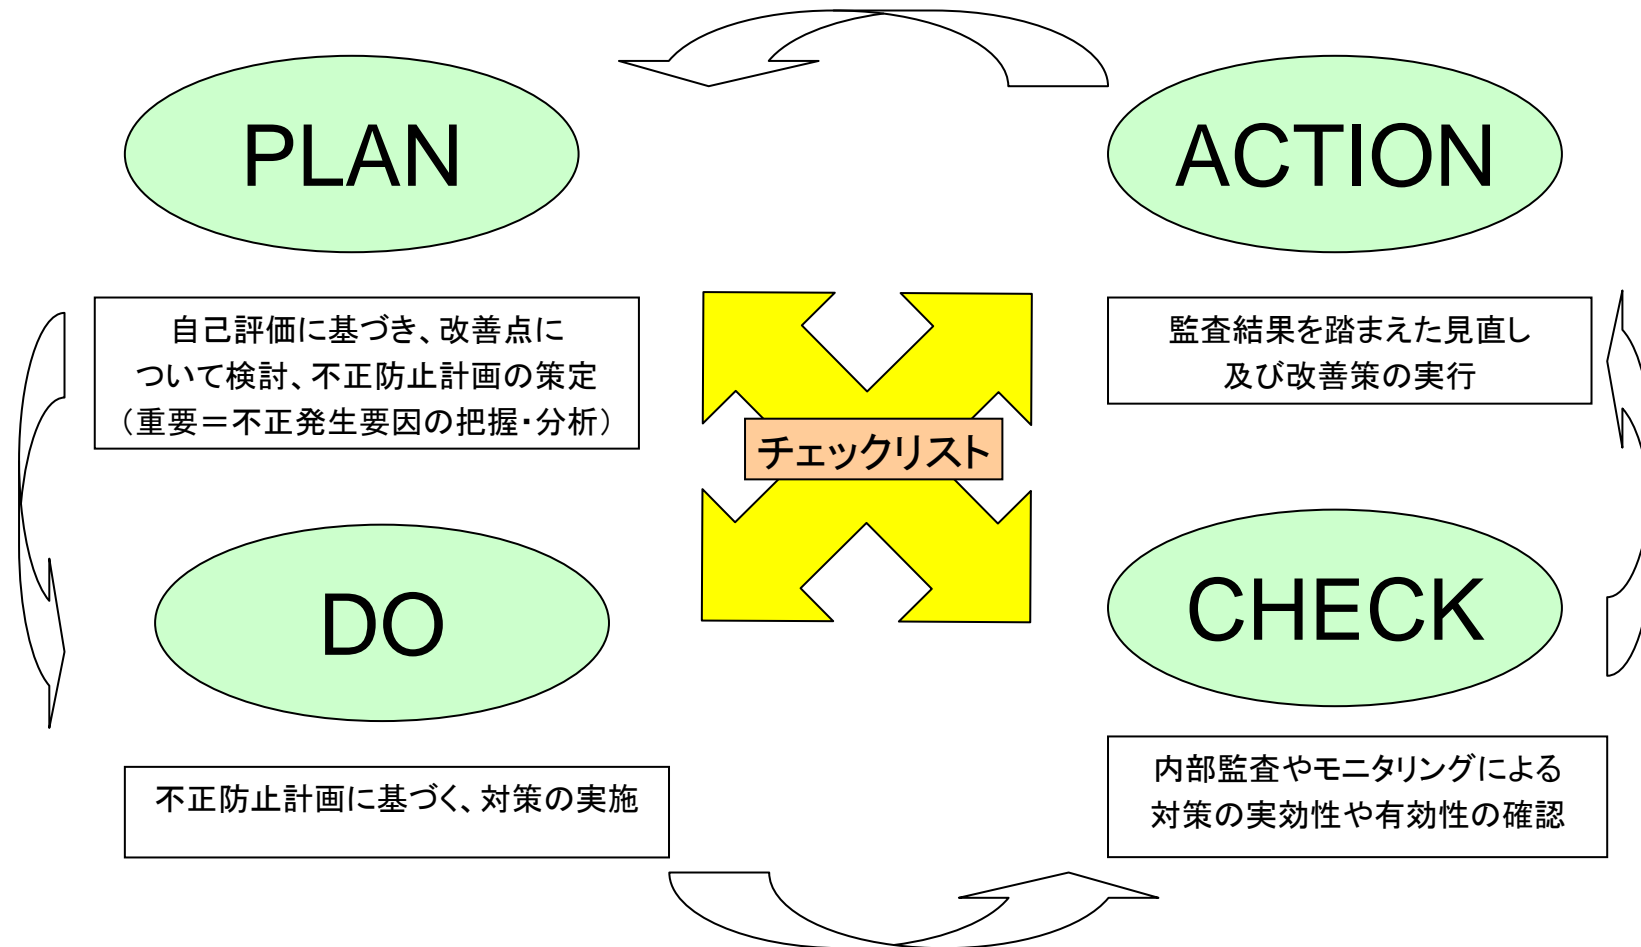 PLAN
ACTION
自己評価に基づき、改善点に
ついて検討、不正防止計画の策定
（重要＝不正発生要因の把握・分析）
監査結果を踏まえた見直し
及び改善策の実行
チェックリスト
DO
CHECK
不正防止計画に基づく、対策の実施
内部監査やモニタリングによる
対策の実効性や有効性の確認